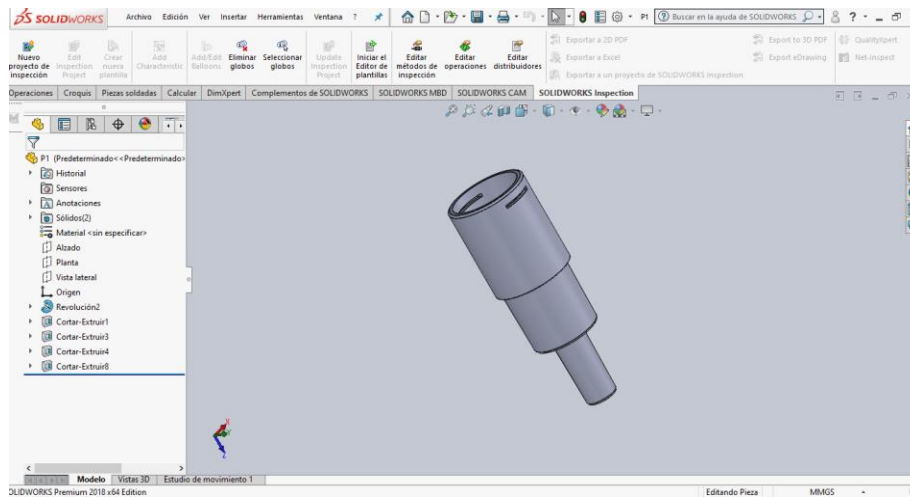 SOLIDWORKS Archivo Edición Ver Insertar Herramientas Ventana ? P1 Buscar en la ayuda de SOLIDWORKS
Nuevo proyecto de inspección
Edit Inspection Project
Crear nueva plantilla
Add Characteristic
Add/Edit Balloons
Eliminar globos
Seleccionar globos
Update Inspection Project
Iniciar el Editor de plantillas
Editar métodos de inspección
Editar operaciones
Editar distribuidores
Exportar a 2D PDF
Exportar a Excel
Exportar a un proyecto de SOLIDWORKS Inspection
Export to 3D PDF
Export eDrawing
QualityXpert
Net-Inspect
Operaciones Croquis Piezas soldadas Calcular DimXpert Complementos de SOLIDWORKS SOLIDWORKS MBD SOLIDWORKS CAM SOLIDWORKS Inspection
P1 (Predeterminado<<Predeterminado>
Historial
Sensores
Anotaciones
Sólidos(2)
Material <sin especificar>
Alzado
Planta
Vista lateral
Origen
Revolución2
Cortar-Extruir1
Cortar-Extruir3
Cortar-Extruir4
Cortar-Extruir8
X
Z
Modelo Vistas 3D Estudio de movimiento 1
OLIDWORKS Premium 2018 x64 Edition Editando Pieza MMGS